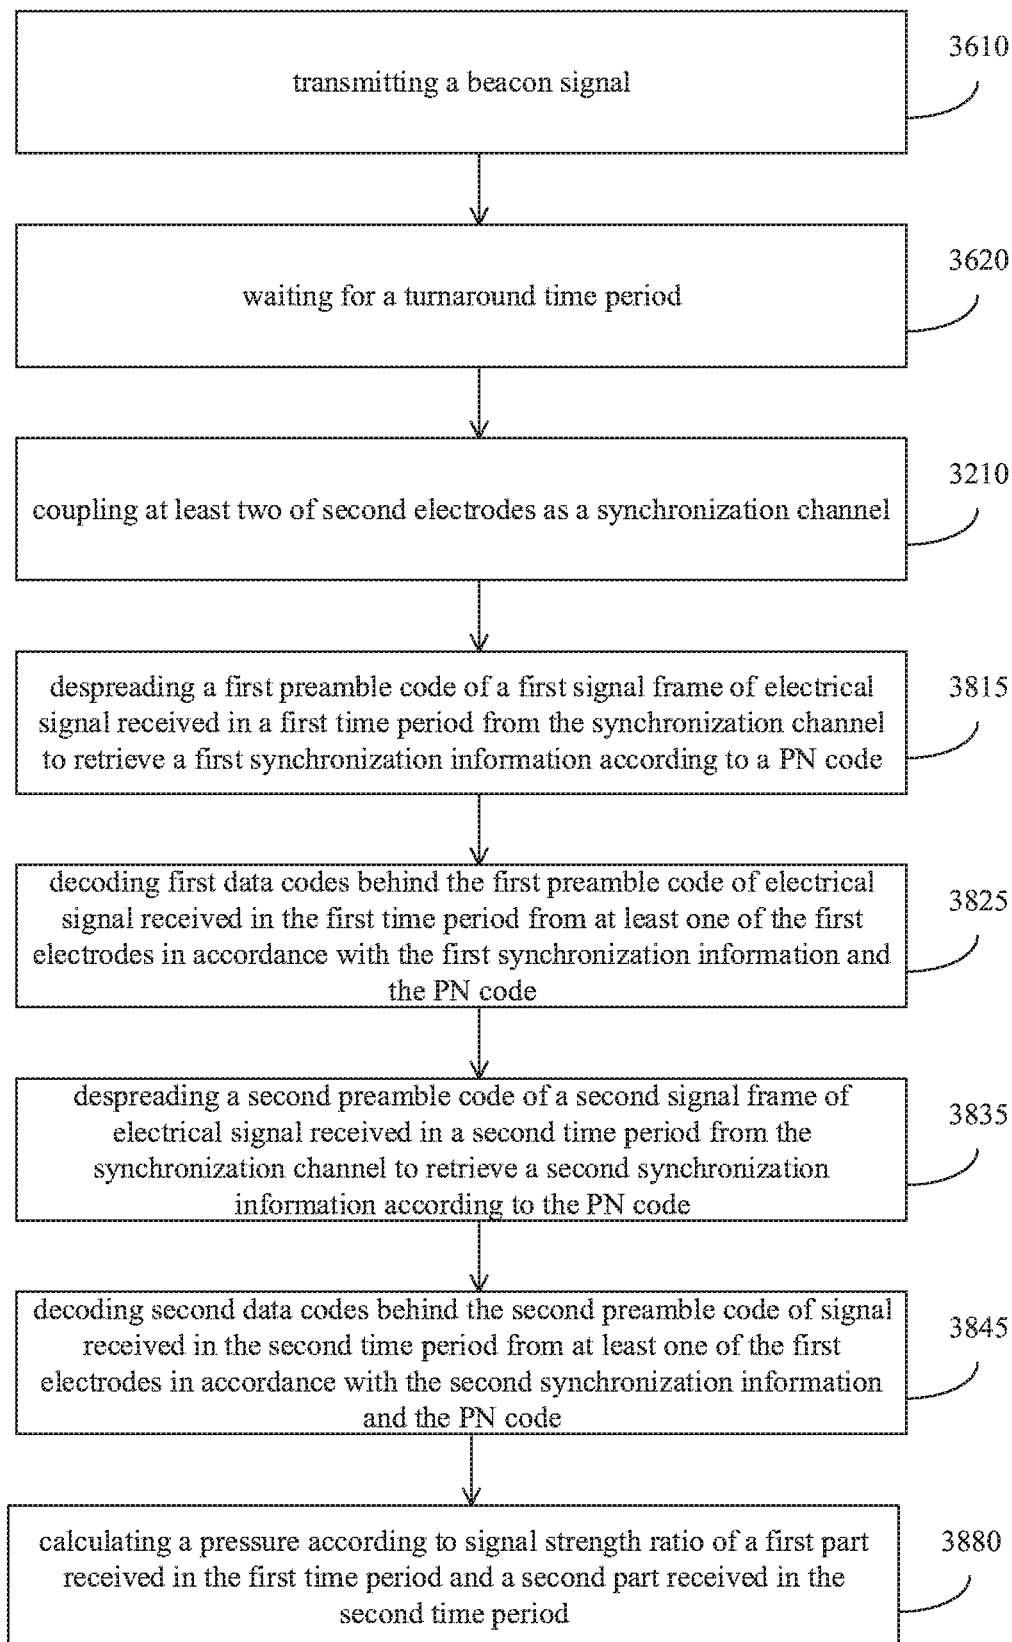 transmitting a beacon signal
3610
waiting for a turnaround time period
3620
coupling at least two of second electrodes as a synchronization channel
3210
despreading a first preamble code of a first signal frame of electrical
signal received in a first time period from the synchronization channel
to retrieve a first synchronization information according to a PN code
3815
decoding first data codes behind the first preamble code of electrical
signal received in the first time period from at least one of the first
electrodes in accordance with the first synchronization information and
the PN code
3825
despreading a second preamble code of a second signal frame of
electrical signal received in a second time period from the
synchronization channel to retrieve a second synchronization
information according to the PN code
3835
decoding second data codes behind the second preamble code of signal
received in the second time period from at least one of the first
electrodes in accordance with the second synchronization information
and the PN code
3845
calculating a pressure according to signal strength ratio of a first part
received in the first time period and a second part received in the
second time period
3880